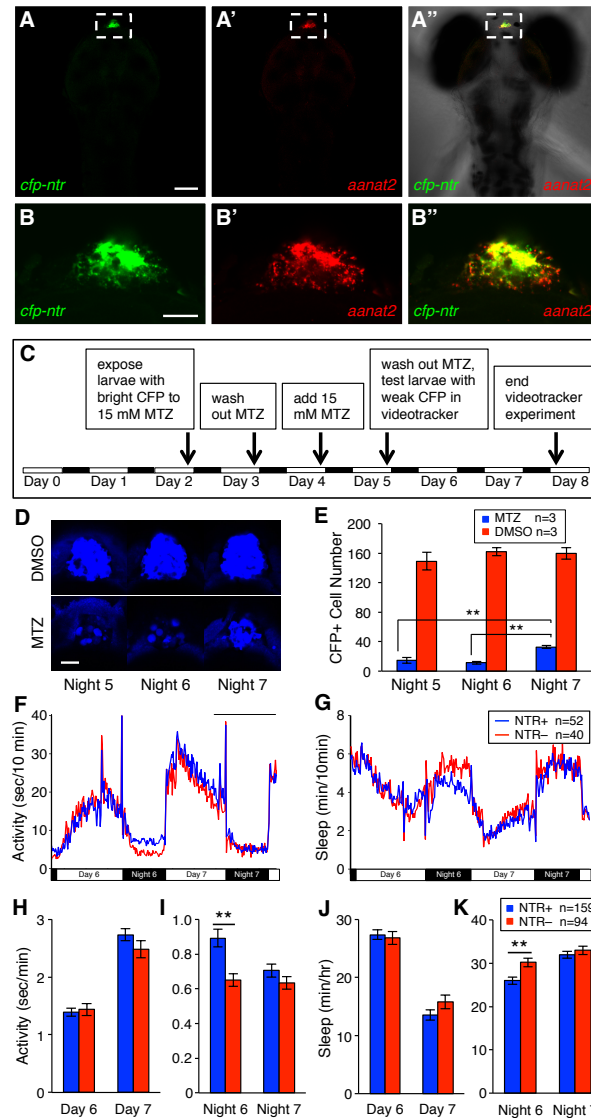 A
A'
A"
cfp-ntr
aanat2
cfp-ntr
aanat2
B
B'
B"
cfp-ntr
aanat2
cfp-ntr
aanat2
C
expose
larvae with
bright CFP to
15 mM MTZ
wash
out MTZ
add 15
mM MTZ
wash out MTZ,
test larvae with
weak CFP in
videotracker
end
videotracker
experiment
Day 0 Day 1 Day 2 Day 3 Day 4 Day 5 Day 6 Day 7 Day 8
D
DMSO
MTZ
Night 5 Night 6 Night 7
E
MTZ n=3
DMSO n=3
CFP+ Cell Number
200
160
120
80
40
0
**
**
Night 5 Night 6 Night 7
F
Activity (sec/10 min)
40
30
20
10
0
Day 6 Night 6 Day 7 Night 7
G
NTR+ n=52
NTR– n=40
Sleep (min/10min)
8
6
4
2
0
Day 6 Night 6 Day 7 Night 7
H
Activity (sec/min)
3
2
1
0
Day 6 Day 7
I
1.0
0.8
0.6
0.4
0.2
0
**
Night 6 Night 7
J
Sleep (min/hr)
30
20
10
0
Day 6 Day 7
K
NTR+ n=159
NTR– n=94
40
30
20
10
0
**
Night 6 Night 7